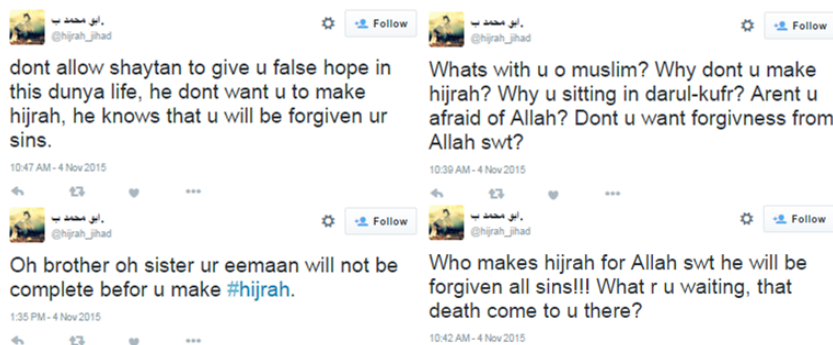 .ابو محمد ب
@hijrah_jihad
Follow
dont allow shaytan to give u false hope in
this dunya life, he dont want u to make
hijrah, he knows that u will be forgiven ur
sins.
10:47 AM - 4 Nov 2015
.ابو محمد ب
@hijrah_jihad
Follow
Whats with u o muslim? Why dont u make
hijrah? Why u sitting in darul-kufr? Arent u
afraid of Allah? Dont u want forgivness from
Allah swt?
10:39 AM - 4 Nov 2015
.ابو محمد ب
@hijrah_jihad
Follow
Oh brother oh sister ur eemaan will not be
complete befor u make #hijrah.
1:35 PM - 4 Nov 2015
.ابو محمد ب
@hijrah_jihad
Follow
Who makes hijrah for Allah swt he will be
forgiven all sins!!! What r u waiting, that
death come to u there?
10:42 AM - 4 Nov 2015